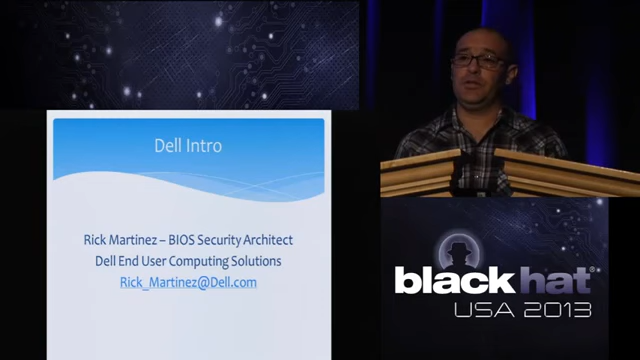 Dell Intro
Rick Martinez – BIOS Security Architect
Dell End User Computing Solutions
Rick_Martinez@Dell.com
black hat®
USA 2013